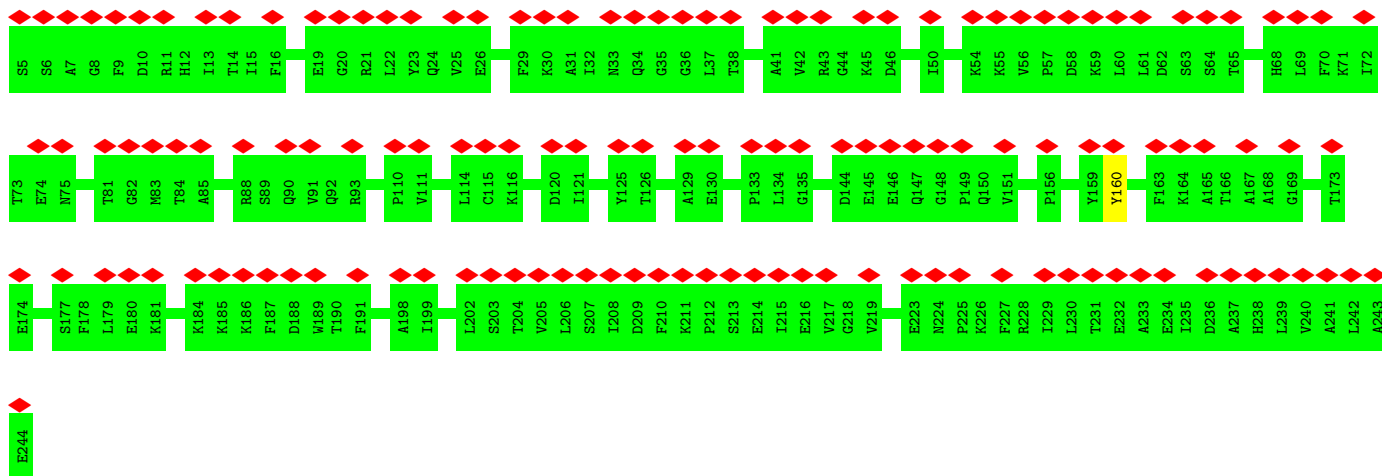 S5 S6 A7 G8 F9 D10 R11 H12 I13 T14 I15 F16 E19 G20 R21 L22 Y23 Q24 V25 E26 F29 K30 A31 I32 N33 Q34 G35 G36 L37 T38 A41 V42 R43 G44 K45 D46 I50 K54 K55 V56 P57 D58 K59 L60 L61 D62 S63 S64 T65 H68 L69 F70 K71 I72
T73 E74 N75 T81 G82 M83 T84 A85 R88 S89 Q90 V91 Q92 R93 P110 V111 L114 C115 K116 D120 I121 Y125 T126 A129 E130 P133 L134 G135 D144 E145 E146 Q147 G148 P149 Q150 V151 P156 Y159 Y160 F163 K164 A165 T166 A167 A168 G169 T173
E174 S177 F178 L179 E180 K181 K184 K185 K186 F187 D188 W189 T190 F191 A198 I199 L202 S203 T204 V205 L206 S207 I208 D209 F210 K211 P212 S213 E214 I215 E216 V217 G218 V219 E223 N224 P225 K226 F227 R228 I229 L230 T231 E232 A233 E234 I235 D236 A237 H238 L239 V240 A241 L242 A243
E244